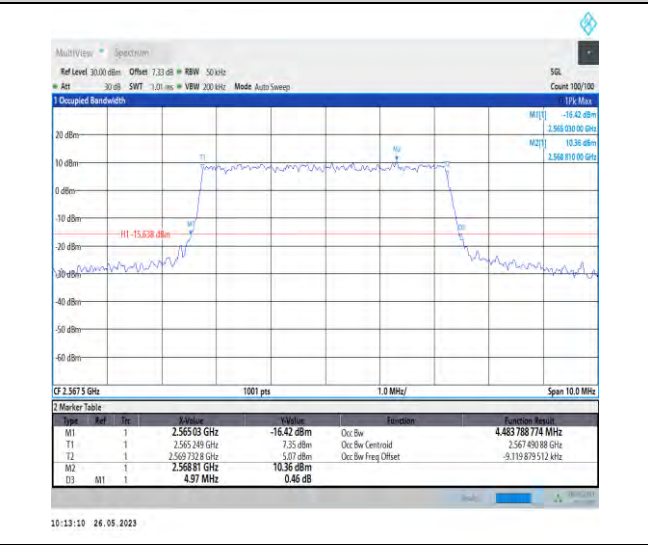 MultiView Spectrum
Ref Level 30.00 dBm Offset 7.33 dB RBW 50 kHz SGL
Att 30 dB SWT 1.01 ms VBW 200 kHz Mode Auto Sweep Count 100/100
1 Occupied Bandwidth 1Pk Max
M1[1] -16.42 dBm
2.565 030 00 GHz
20 dBm
M2[1] 10.36 dBm
2.568 810 00 GHz
M2
T1
10 dBm
0 dBm
-10 dBm
M1
D3
H1 -15.638 dBm
-20 dBm
-30 dBm
-40 dBm
-50 dBm
-60 dBm
CF 2.567 5 GHz 1001 pts 1.0 MHz/ Span 10.0 MHz
2 Marker Table
Type Ref Trc X-Value Y-Value Function Function Result
M1 1 2.565 03 GHz -16.42 dBm Occ Bw 4.483 788 774 MHz
T1 1 2.565 249 GHz 7.35 dBm Occ Bw Centroid 2.567 490 88 GHz
T2 1 2.569 732 8 GHz 5.07 dBm Occ Bw Freq Offset -9.119 879 512 kHz
M2 1 2.568 81 GHz 10.36 dBm
D3 M1 1 4.97 MHz 0.46 dB
10:13:10 26.05.2023